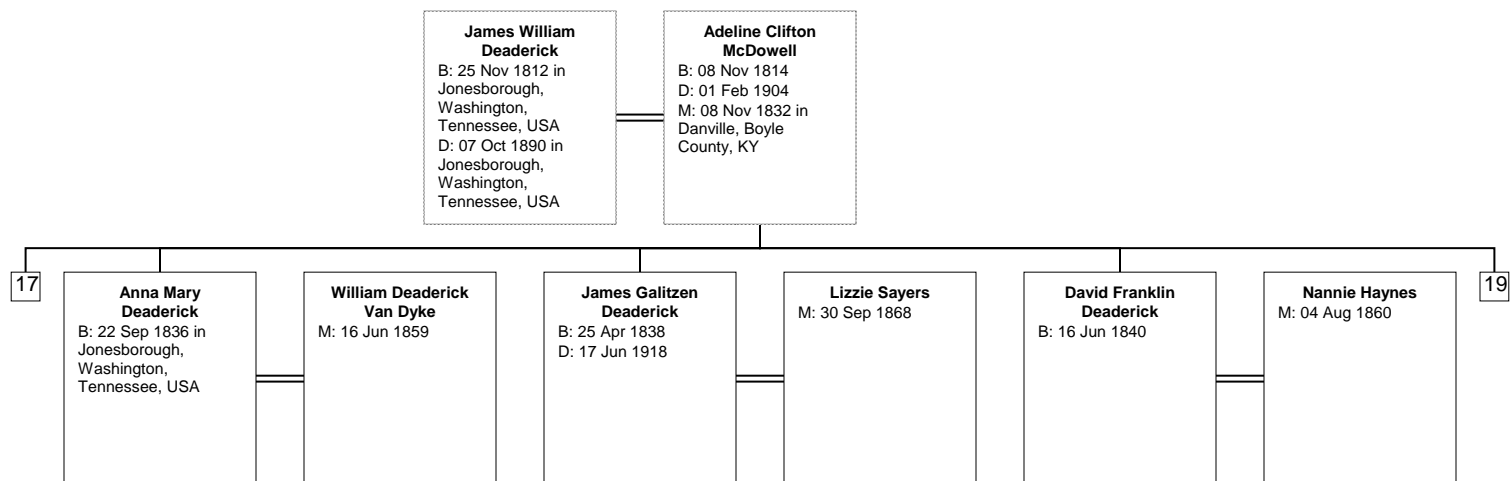 James William
Deaderick
B: 25 Nov 1812 in
Jonesborough,
Washington,
Tennessee, USA
D: 07 Oct 1890 in
Jonesborough,
Washington,
Tennessee, USA
Adeline Clifton
McDowell
B: 08 Nov 1814
D: 01 Feb 1904
M: 08 Nov 1832 in
Danville, Boyle
County, KY
17
Anna Mary
Deaderick
B: 22 Sep 1836 in
Jonesborough,
Washington,
Tennessee, USA
William Deaderick
Van Dyke
M: 16 Jun 1859
James Galitzen
Deaderick
B: 25 Apr 1838
D: 17 Jun 1918
Lizzie Sayers
M: 30 Sep 1868
David Franklin
Deaderick
B: 16 Jun 1840
Nannie Haynes
M: 04 Aug 1860
19